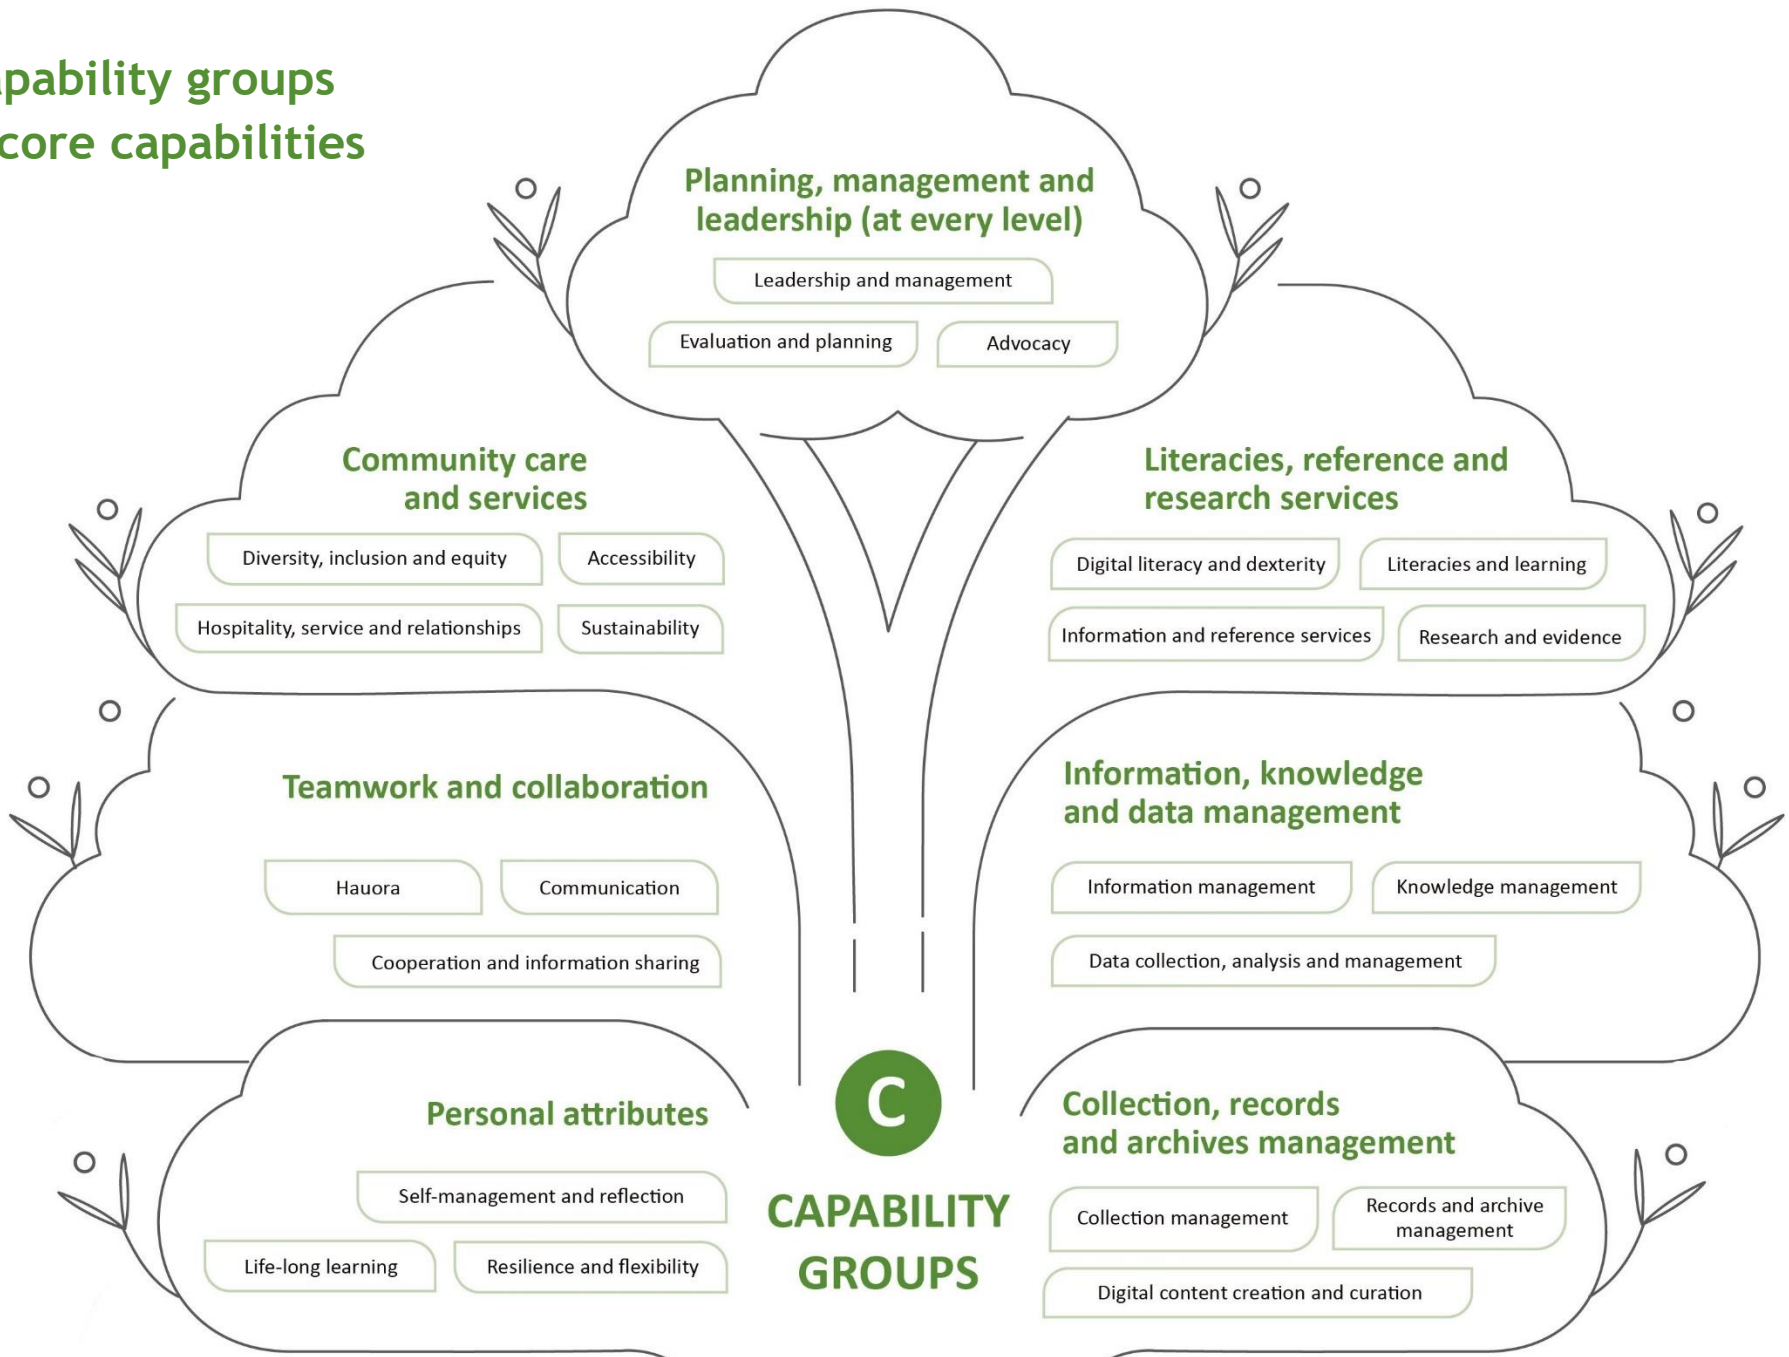 pability groups
core capabilities
Planning, management and
leadership (at every level)
Leadership and management
Evaluation and planning
Advocacy
Community care
and services
Diversity, inclusion and equity
Accessibility
Hospitality, service and relationships
Sustainability
Literacies, reference and
research services
Digital literacy and dexterity
Literacies and learning
Information and reference services
Research and evidence
Teamwork and collaboration
Hauora
Communication
Cooperation and information sharing
Information, knowledge
and data management
Information management
Knowledge management
Data collection, analysis and management
Personal attributes
Self-management and reflection
Life-long learning
Resilience and flexibility
C
CAPABILITY
GROUPS
Collection, records
and archives management
Collection management
Records and archive
management
Digital content creation and curation